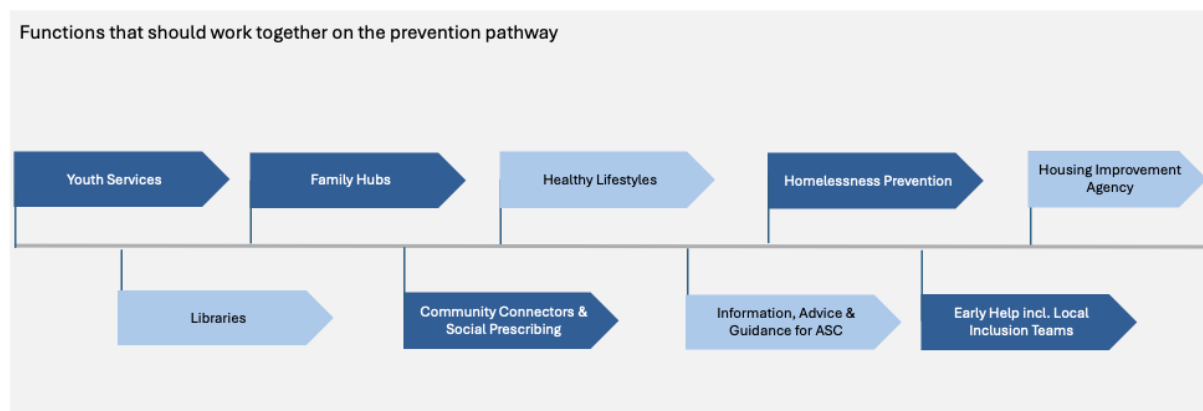 Functions that should work together on the prevention pathway
Youth Services
Family Hubs
Healthy Lifestyles
Homelessness Prevention
Housing Improvement
Agency
Libraries
Community Connectors &
Social Prescribing
Information, Advice &
Guidance for ASC
Early Help incl. Local
Inclusion Teams